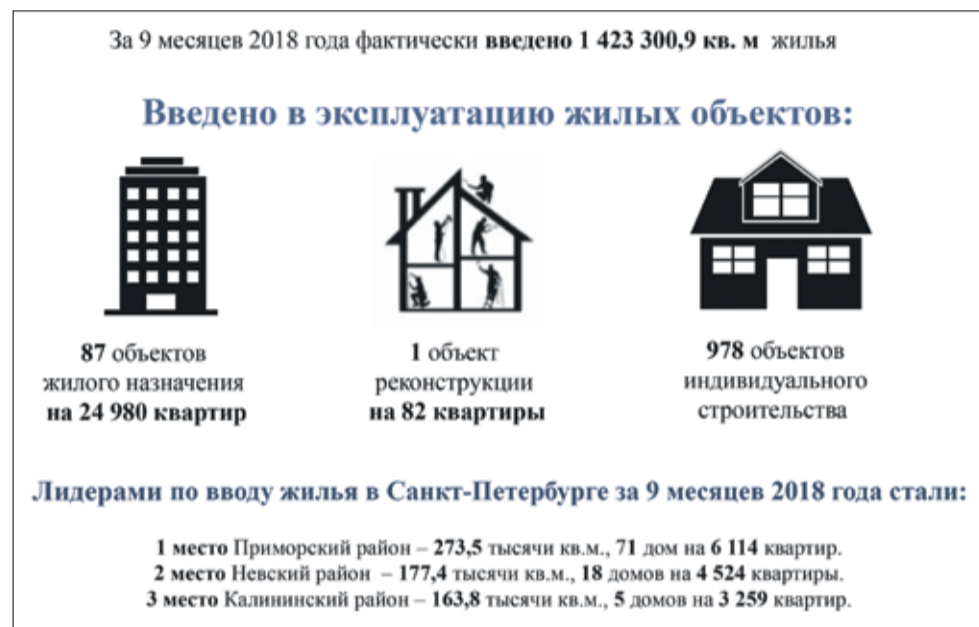 За 9 месяцев 2018 года фактически введено 1 423 300,9 кв. м жилья
Введено в эксплуатацию жилых объектов:
87 объектов
жилого назначения
на 24 980 квартир
1 объект
реконструкции
на 82 квартиры
978 объектов
индивидуального
строительства
Лидерами по вводу жилья в Санкт-Петербурге за 9 месяцев 2018 года стали:
1 место Приморский район – 273,5 тысячи кв.м., 71 дом на 6 114 квартир.
2 место Невский район – 177,4 тысячи кв.м., 18 домов на 4 524 квартиры.
3 место Калининский район – 163,8 тысячи кв.м., 5 домов на 3 259 квартир.